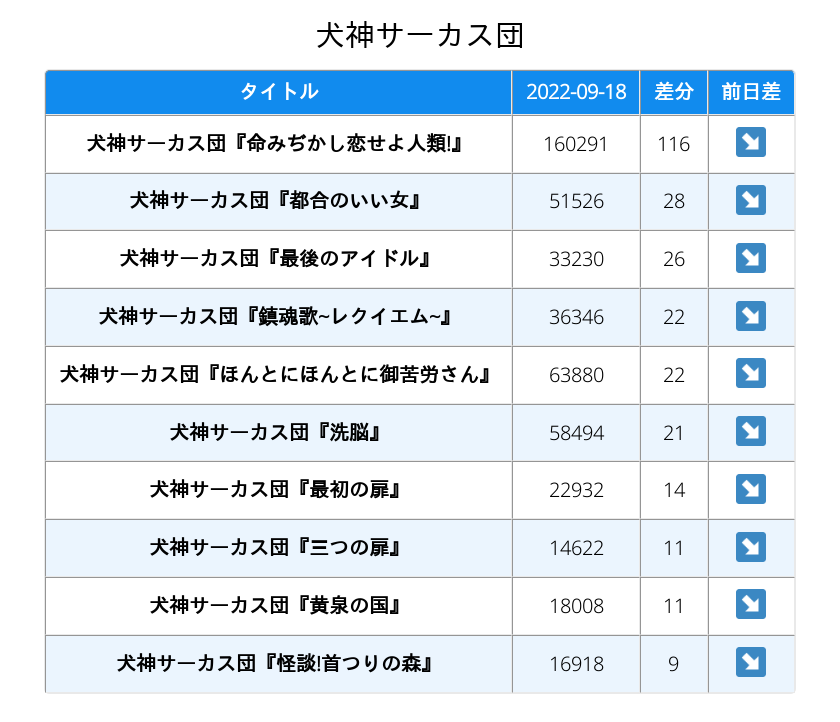 犬神サーカス団
タイトル 2022-09-18 差分 前日差
犬神サーカス団『命みぢかし恋せよ人類!』 160291 116 ↘
犬神サーカス団『都合のいい女』 51526 28 ↘
犬神サーカス団『最後のアイドル』 33230 26 ↘
犬神サーカス団『鎮魂歌~レクイエム~』 36346 22 ↘
犬神サーカス団『ほんとにほんとに御苦労さん』 63880 22 ↘
犬神サーカス団『洗脳』 58494 21 ↘
犬神サーカス団『最初の扉』 22932 14 ↘
犬神サーカス団『三つの扉』 14622 11 ↘
犬神サーカス団『黄泉の国』 18008 11 ↘
犬神サーカス団『怪談!首つりの森』 16918 9 ↘